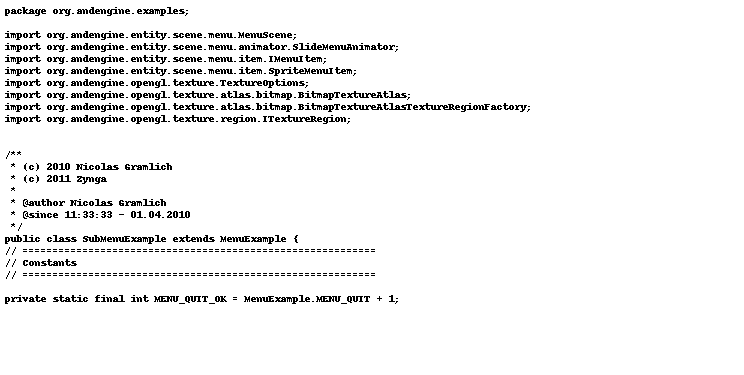 package org.andengine.examples;
import org.andengine.entity.scene.menu.MenuScene;
import org.andengine.entity.scene.menu.animator.SlideMenuAnimator;
import org.andengine.entity.scene.menu.item.IMenuItem;
import org.andengine.entity.scene.menu.item.SpriteMenuItem;
import org.andengine.opengl.texture.TextureOptions;
import org.andengine.opengl.texture.atlas.bitmap.BitmapTextureAtlas;
import org.andengine.opengl.texture.atlas.bitmap.BitmapTextureAtlasTextureRegionFactory;
import org.andengine.opengl.texture.region.ITextureRegion;
/**
 * (c) 2010 Nicolas Gramlich
 * (c) 2011 Zynga
 *
 * @author Nicolas Gramlich
 * @since 11:33:33 - 01.04.2010
 */
public class SubMenuExample extends MenuExample {
// ===========================================================
// Constants
// ===========================================================
private static final int MENU_QUIT_OK = MenuExample.MENU_QUIT + 1;